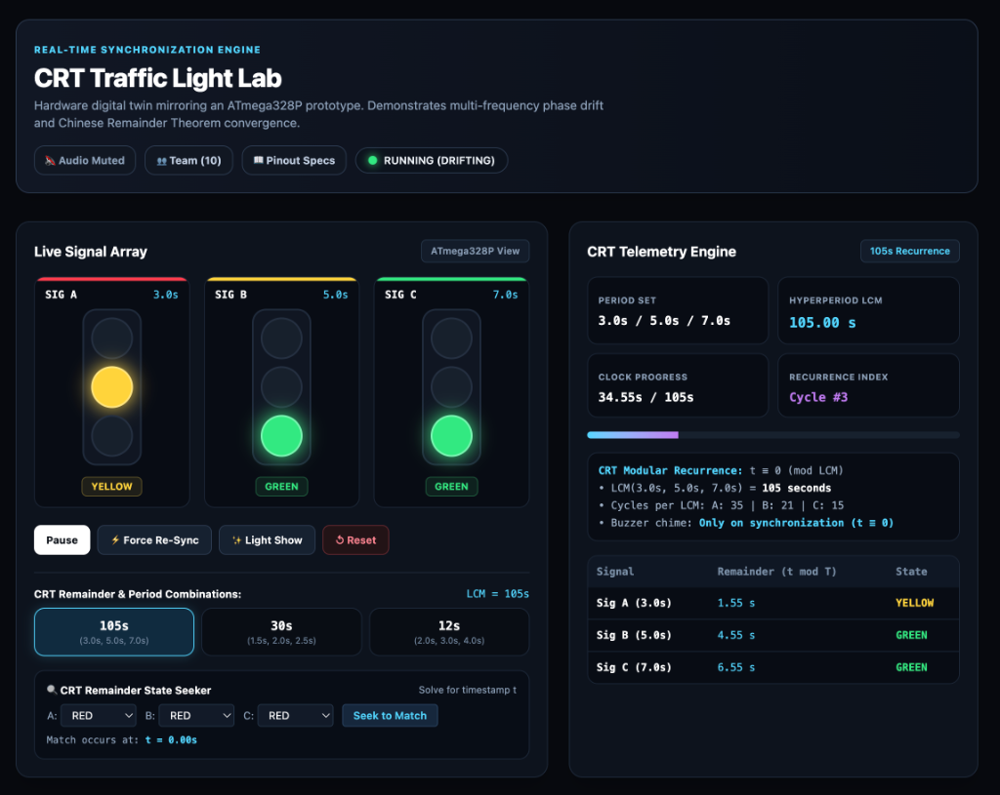 REAL-TIME SYNCHRONIZATION ENGINE
CRT Traffic Light Lab
Hardware digital twin mirroring an ATmega328P prototype. Demonstrates multi-frequency phase drift
and Chinese Remainder Theorem convergence.
Audio Muted
Team (10)
Pinout Specs
RUNNING (DRIFTING)
Live Signal Array
ATmega328P View
SIG A 3.0s
SIG B 5.0s
SIG C 7.0s
YELLOW
GREEN
GREEN
Pause
Force Re-Sync
Light Show
Reset
CRT Remainder & Period Combinations:
LCM = 105s
105s
(3.0s, 5.0s, 7.0s)
30s
(1.5s, 2.0s, 2.5s)
12s
(2.0s, 3.0s, 4.0s)
CRT Remainder State Seeker
Solve for timestamp t
A: RED B: RED C: RED Seek to Match
Match occurs at: t = 0.00s
CRT Telemetry Engine
105s Recurrence
PERIOD SET
3.0s / 5.0s / 7.0s
HYPERPERIOD LCM
105.00 s
CLOCK PROGRESS
34.55s / 105s
RECURRENCE INDEX
Cycle #3
CRT Modular Recurrence: t ≡ 0 (mod LCM)
• LCM(3.0s, 5.0s, 7.0s) = 105 seconds
• Cycles per LCM: A: 35 | B: 21 | C: 15
• Buzzer chime: Only on synchronization (t ≡ 0)
Signal Remainder (t mod T) State
Sig A (3.0s) 1.55 s YELLOW
Sig B (5.0s) 4.55 s GREEN
Sig C (7.0s) 6.55 s GREEN